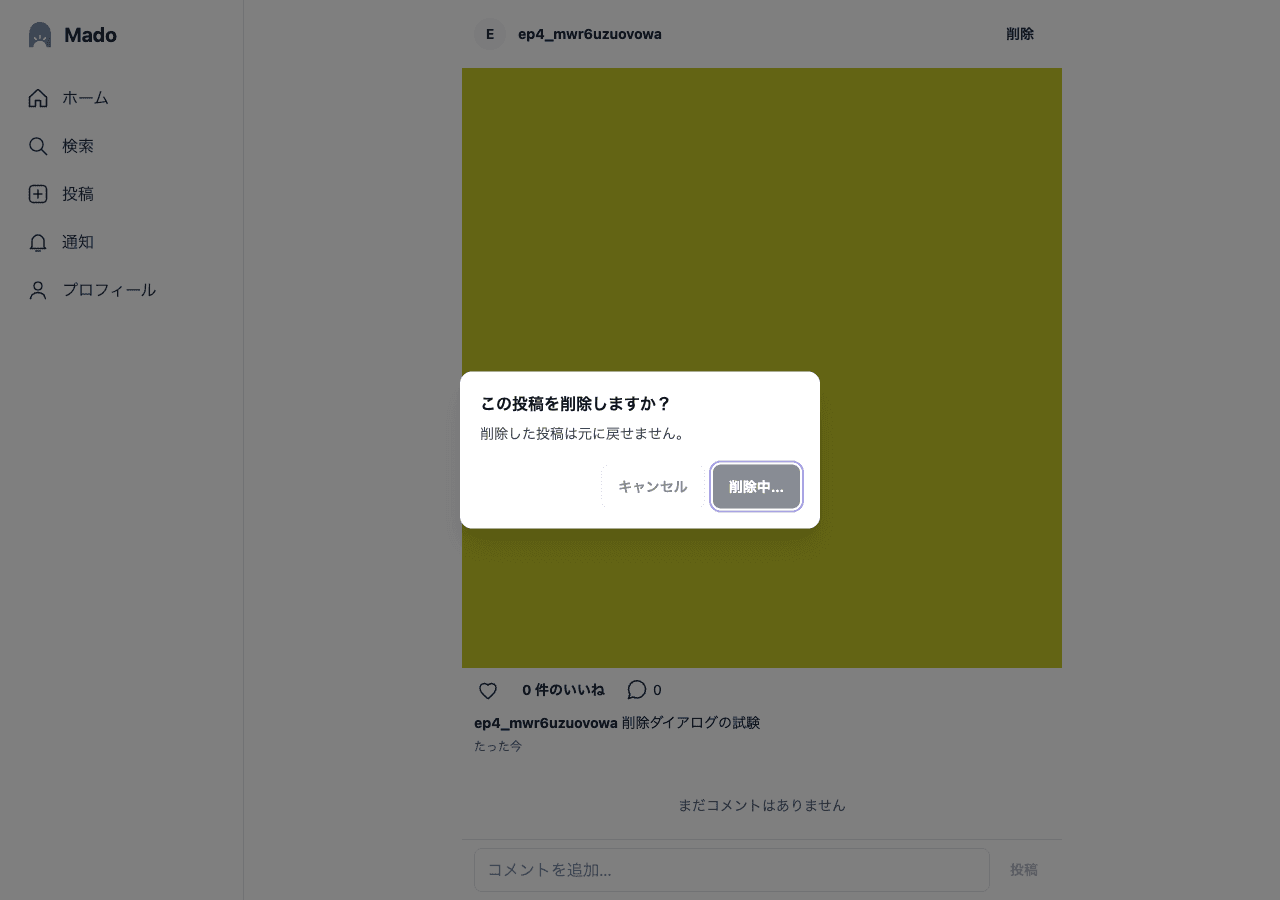 Mado
ホーム
検索
投稿
通知
プロフィール
E ep4_mwr6uzuovowa 削除
この投稿を削除しますか？
削除した投稿は元に戻せません。
キャンセル 削除中...
0 件のいいね 0
ep4_mwr6uzuovowa 削除ダイアログの試験
たった今
まだコメントはありません
コメントを追加... 投稿